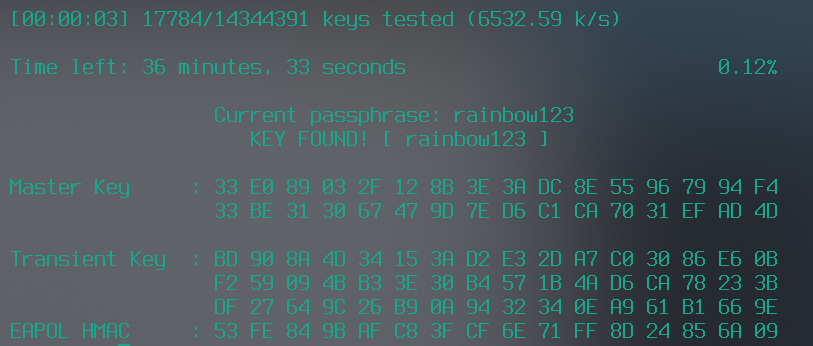 [00:00:03] 17784/14344391 keys tested (6532.59 k/s)
Time left: 36 minutes, 33 seconds 0.12%
Current passphrase: rainbow123
KEY FOUND! [ rainbow123 ]
Master Key : 33 E0 89 03 2F 12 8B 3E 3A DC 8E 55 96 79 94 F4
33 BE 31 30 67 47 9D 7E D6 C1 CA 70 31 EF AD 4D
Transient Key : BD 90 8A 4D 34 15 3A D2 E3 2D A7 C0 30 86 E6 0B
F2 59 09 4B B3 3E 30 B4 57 1B 4A D6 CA 78 23 3B
DF 27 64 9C 26 B9 0A 94 32 34 0E A9 61 B1 66 9E
EAPOL HMAC : 53 FE 84 9B AF C8 3F CF 6E 71 FF 8D 24 85 6A 09